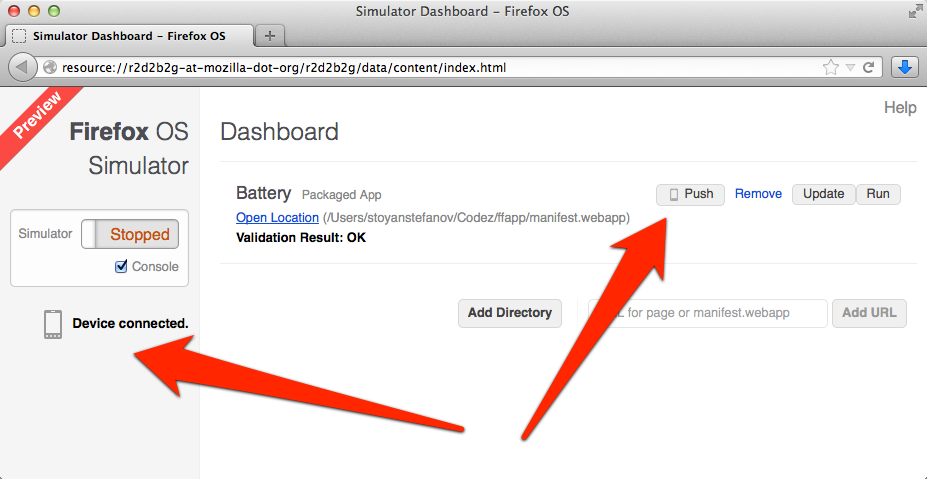 Simulator Dashboard – Firefox OS
Simulator Dashboard – Firefox OS
resource://r2d2b2g-at-mozilla-dot-org/r2d2b2g/data/content/index.html
Preview
Help
Firefox OS
Simulator
Dashboard
Battery Packaged App
Push Remove Update Run
Open Location (/Users/stoyanstefanov/Codez/ffapp/manifest.webapp)
Validation Result: OK
Simulator Stopped
Console
Device connected.
Add Directory
for page or manifest.webapp
Add URL